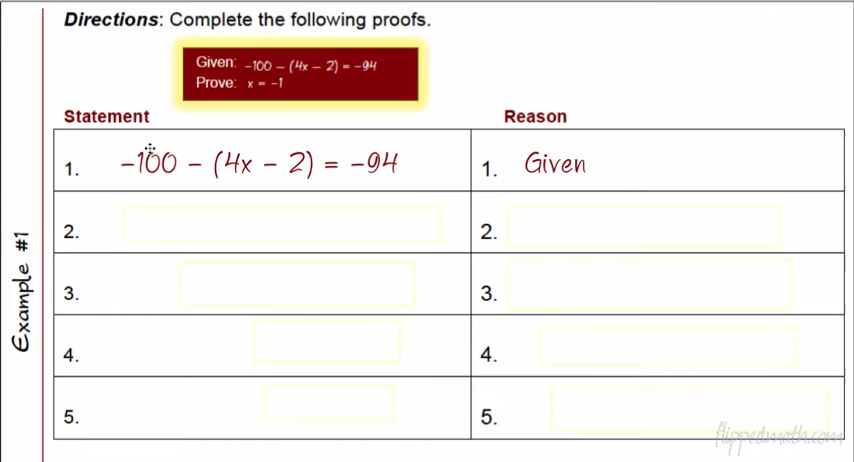 Directions: Complete the following proofs.
Given: -100 - (4x - 2) = -94
Prove: x = -1
Statement Reason
1. -100 - (4x - 2) = -94 1. Given
2. 2.
Example #1
3. 3.
4. 4.
5. 5.
flippedmath.com